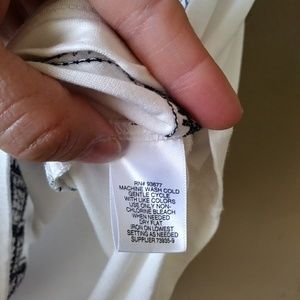 RN# 93677
MACHINE WASH COLD
GENTLE CYCLE
WITH LIKE COLORS
USE ONLY NON-
CHLORINE BLEACH
WHEN NEEDED
DRY FLAT
IRON ON LOWEST
SETTING AS NEEDED
SUPPLIER 73935-9